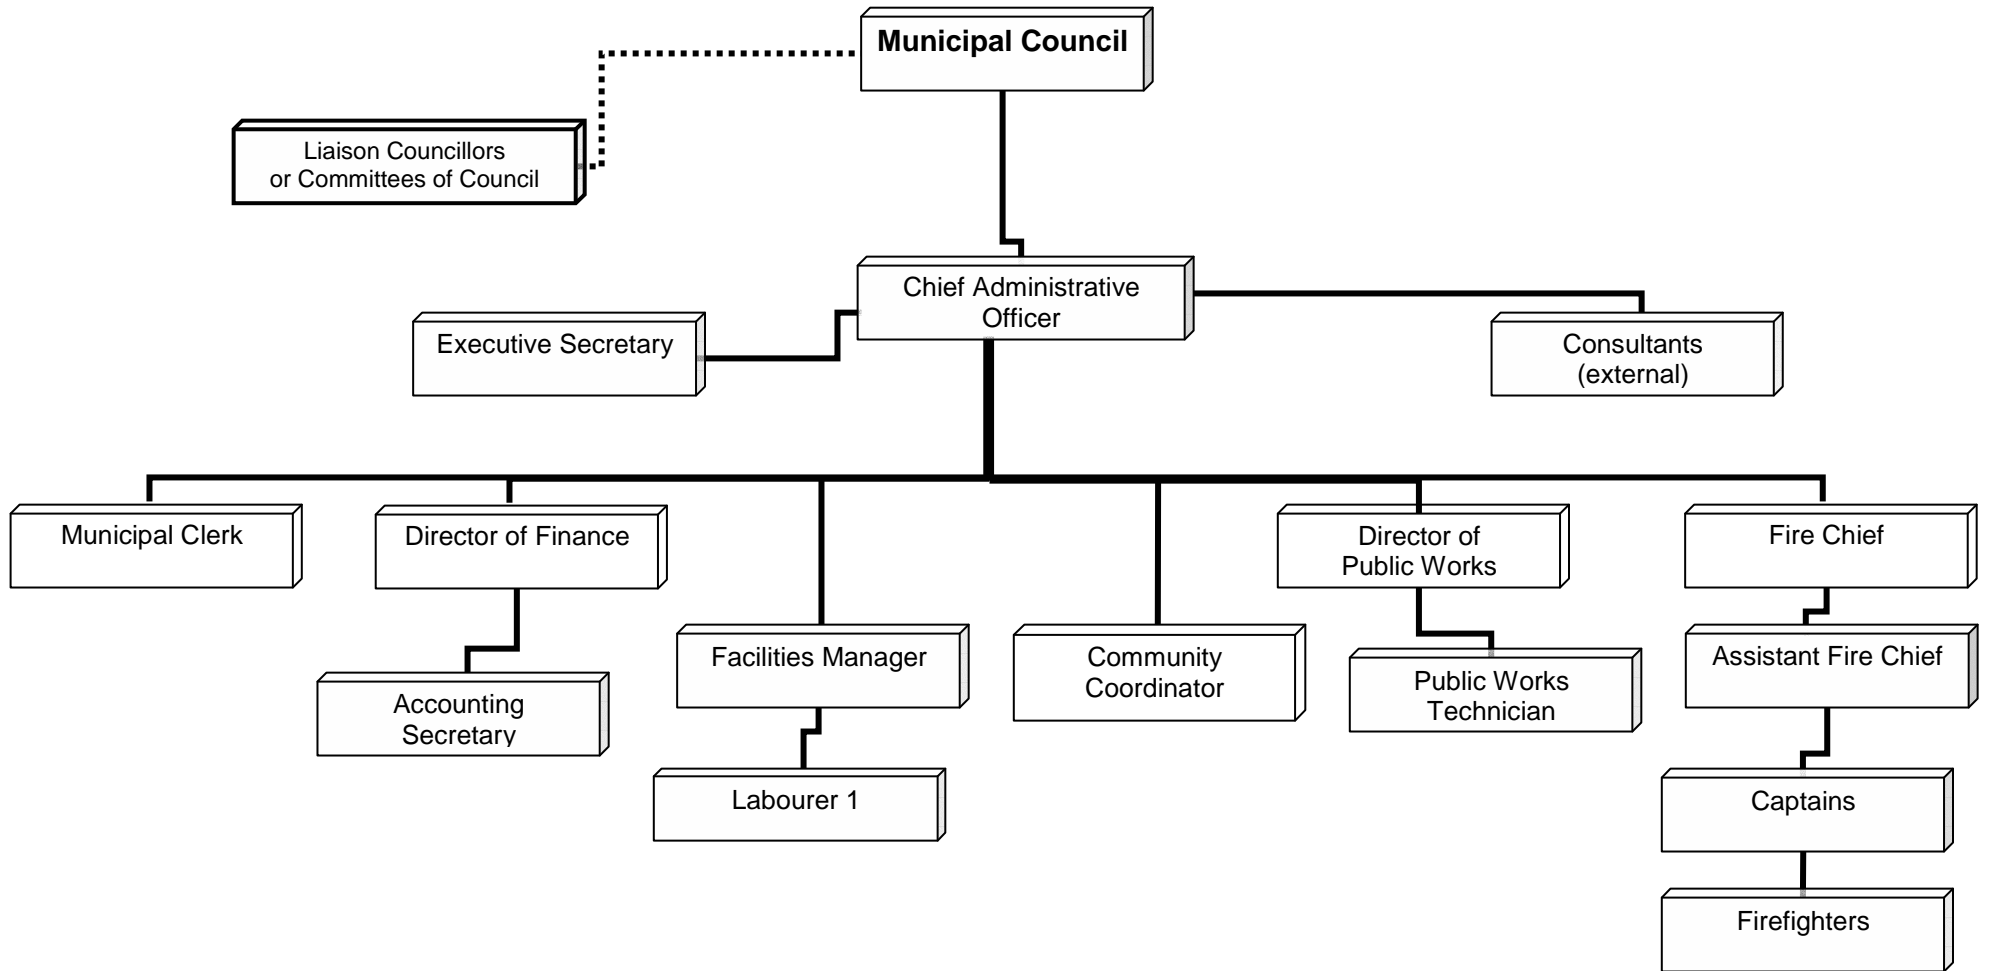 Municipal Council
Liaison Councillors
or Committees of Council
Chief Administrative
Officer
Executive Secretary
Consultants
(external)
Municipal Clerk
Director of Finance
Director of
Public Works
Fire Chief
Facilities Manager
Community
Coordinator
Assistant Fire Chief
Accounting
Secretary
Public Works
Technician
Labourer 1
Captains
Firefighters